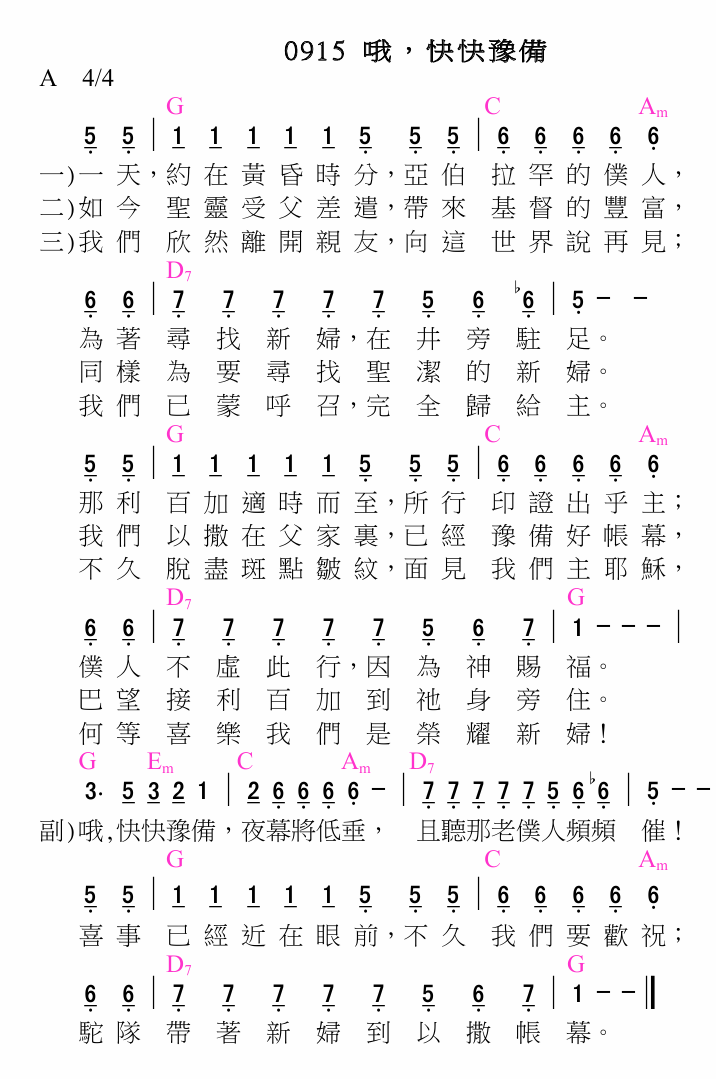 0915 哦，快快豫備
A 4/4
G C Am
5 5 | 1 1 1 1 1 5 5 5 | 6 6 6 6 6
一)一天，約在黃昏時分，亞伯拉罕的僕人，
二)如今聖靈受父差遣，帶來基督的豐富，
三)我們欣然離開親友，向這世界說再見；
D7
6 6 | 7 7 7 7 7 5 6 ♭6 | 5 – –
為著尋找新婦，在井旁駐足。
同樣為要尋找聖潔的新婦。
我們已蒙呼召，完全歸給主。
G C Am
5 5 | 1 1 1 1 1 5 5 5 | 6 6 6 6 6
那利百加適時而至，所行印證出乎主；
我們以撒在父家裏，已經豫備好帳幕，
不久脫盡斑點皺紋，面見我們主耶穌，
D7 G
6 6 | 7 7 7 7 7 5 6 7 | 1 – – – |
僕人不虛此行，因為神賜福。
巴望接利百加到祂身旁住。
何等喜樂我們是榮耀新婦！
G Em C Am D7
3· 5 3 2 1 | 2 6 6 6 6 – | 7 7 7 7 7 5 6 ♭6 | 5 – –
副)哦,快快豫備，夜幕將低垂，且聽那老僕人頻頻催！
G C Am
5 5 | 1 1 1 1 1 5 5 5 | 6 6 6 6 6
喜事已經近在眼前，不久我們要歡祝；
D7 G
6 6 | 7 7 7 7 7 5 6 7 | 1 – – ‖
駝隊帶著新婦到以撒帳幕。